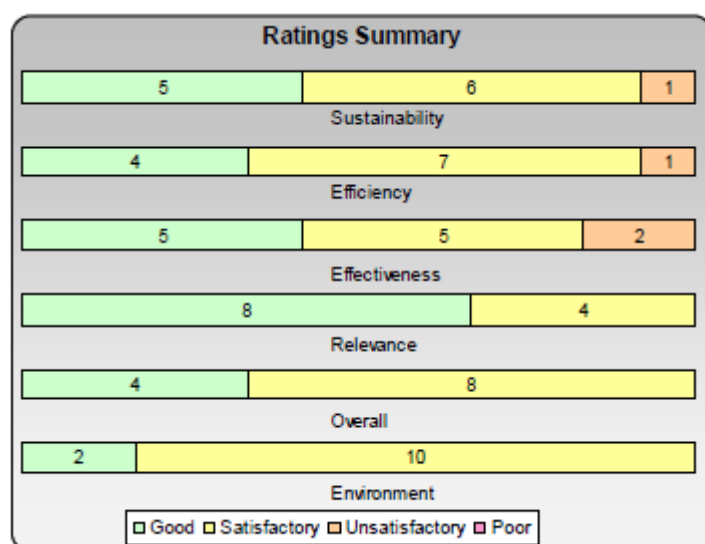 Ratings Summary
5 6 1
Sustainability
4 7 1
Efficiency
5 5 2
Effectiveness
8 4
Relevance
4 8
Overall
2 10
Environment
Good Satisfactory Unsatisfactory Poor